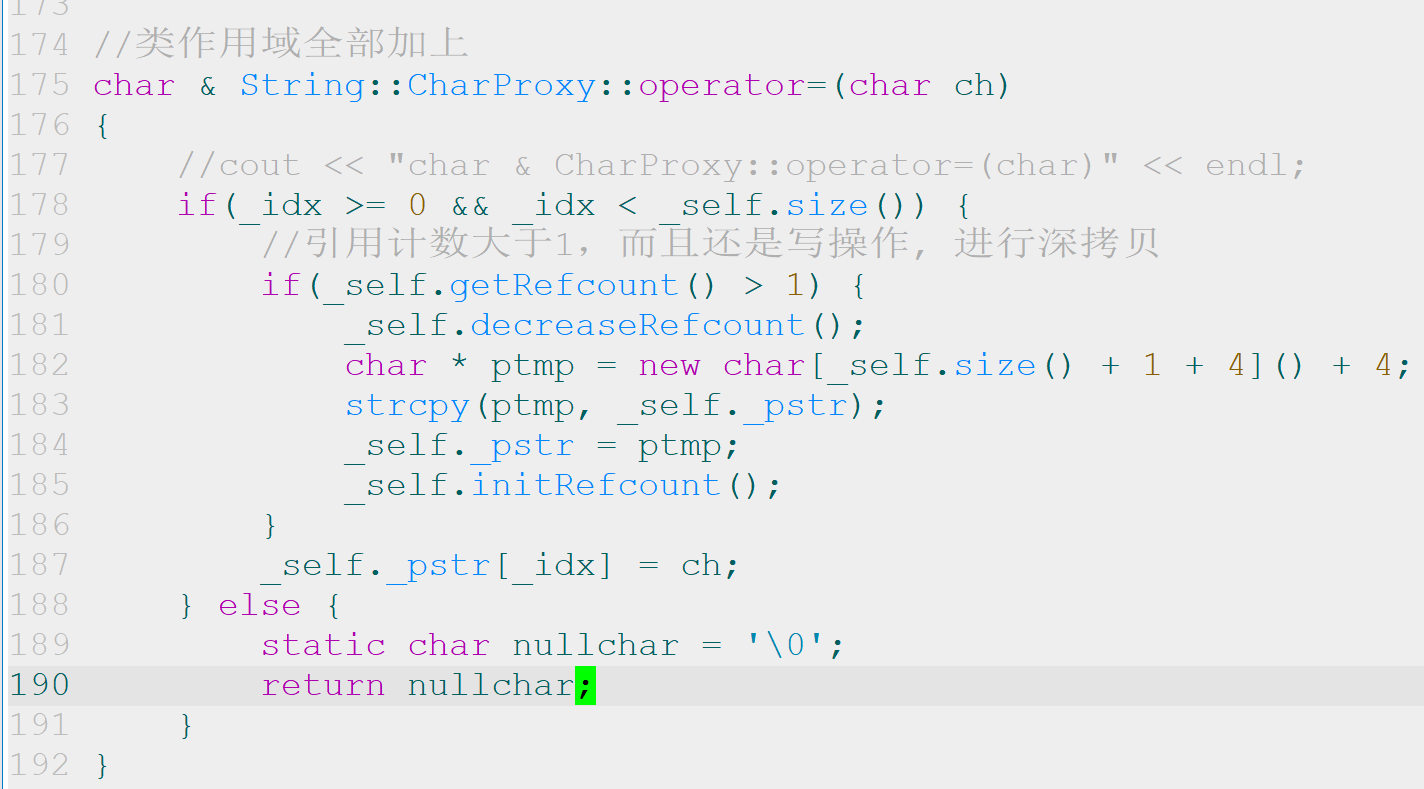 173
174 //类作用域全部加上
175 char & String::CharProxy::operator=(char ch)
176 {
177     //cout << "char & CharProxy::operator=(char)" << endl;
178     if(_idx >= 0 && _idx < _self.size()) {
179         //引用计数大于1，而且还是写操作, 进行深拷贝
180         if(_self.getRefcount() > 1) {
181             _self.decreaseRefcount();
182             char * ptmp = new char[_self.size() + 1 + 4]() + 4;
183             strcpy(ptmp, _self._pstr);
184             _self._pstr = ptmp;
185             _self.initRefcount();
186         }
187         _self._pstr[_idx] = ch;
188     } else {
189         static char nullchar = '\0';
190         return nullchar;
191     }
192 }